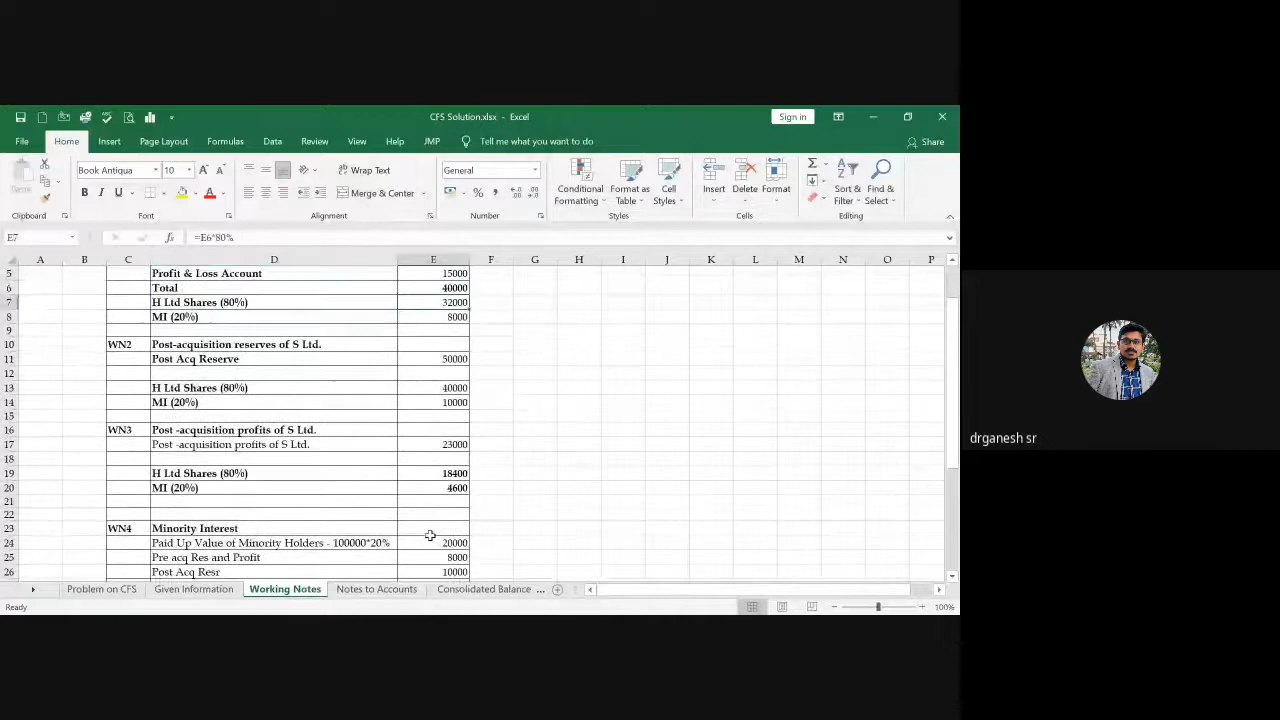 CFS Solution.xlsx - Excel
Sign in
File Home Insert Page Layout Formulas Data Review View Help JMP Tell me what you want to do Share
Book Antiqua 10 Wrap Text General Conditional Formatting Format as Table Cell Styles Insert Delete Format Sort & Filter Find & Select
B I U Merge & Center
Clipboard Font Alignment Number Styles Cells Editing
E7 fx =E6*80%
A B C D E F G H I J K L M N O P
5 Profit & Loss Account 15000
6 Total 40000
7 H Ltd Shares (80%) 32000
8 MI (20%) 8000
9
10 WN2 Post-acquisition reserves of S Ltd.
11 Post Acq Reserve 50000
12
13 H Ltd Shares (80%) 40000
14 MI (20%) 10000
15
16 WN3 Post -acquisition profits of S Ltd.
17 Post -acquisition profits of S Ltd. 23000
18
19 H Ltd Shares (80%) 18400
20 MI (20%) 4600
21
22
23 WN4 Minority Interest
24 Paid Up Value of Minority Holders - 100000*20% 20000
25 Pre acq Res and Profit 8000
26 Post Acq Resr 10000
Problem on CFS Given Information Working Notes Notes to Accounts Consolidated Balance ...
Ready 100%
drganesh sr